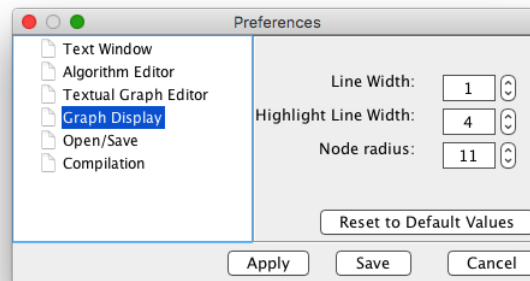 Preferences
Text Window
Algorithm Editor
Textual Graph Editor
Graph Display
Open/Save
Compilation
Line Width: 1
Highlight Line Width: 4
Node radius: 11
Reset to Default Values
Apply Save Cancel